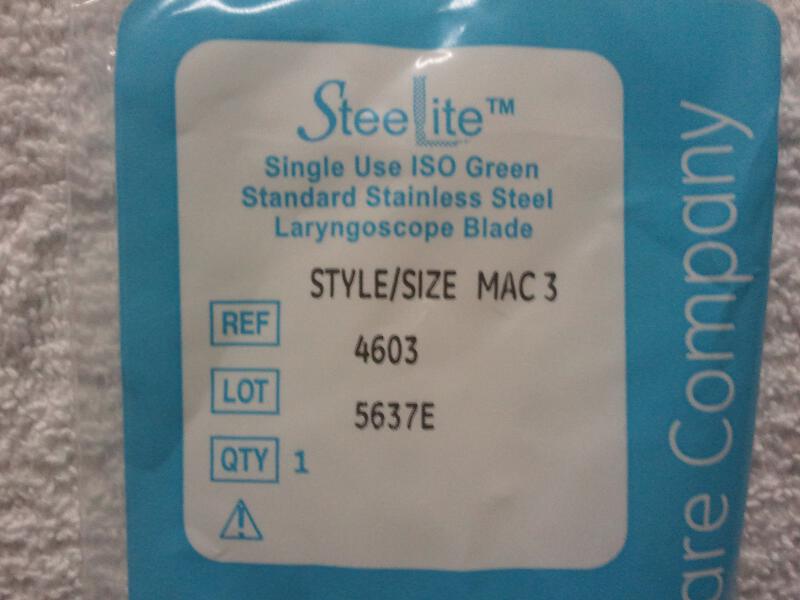 SteeLite™
Single Use ISO Green
Standard Stainless Steel
Laryngoscope Blade
STYLE/SIZE MAC 3
REF 4603
LOT 5637E
QTY 1
are Company